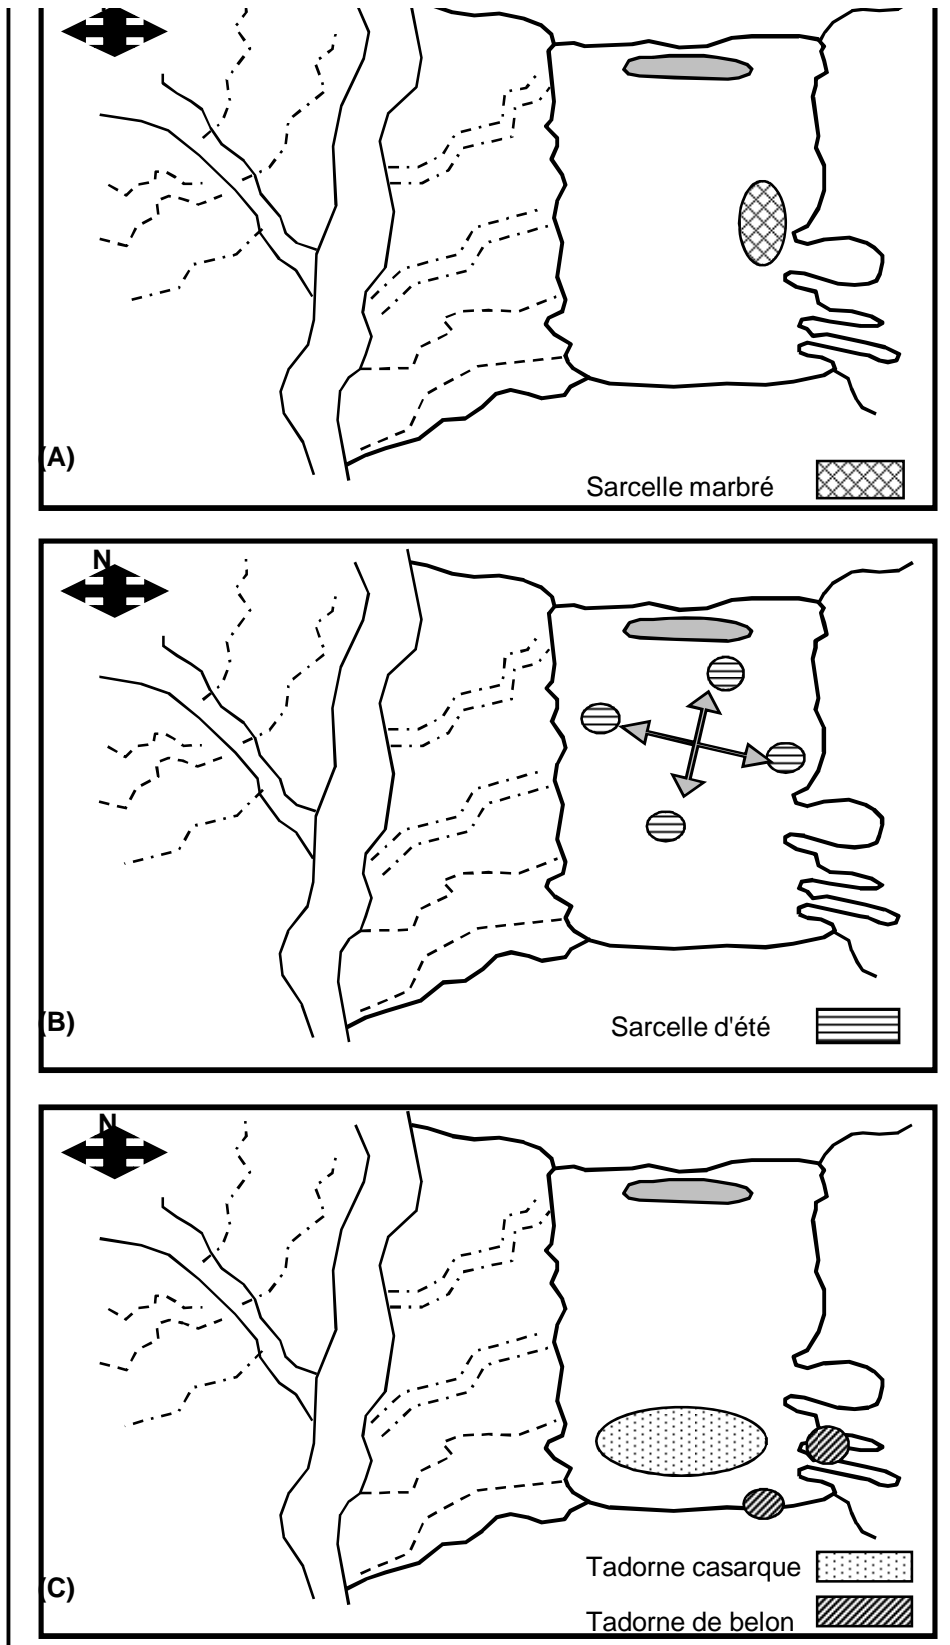 (A)
Sarcelle marbré
N
(B)
Sarcelle d'été
N
(C)
Tadorne casarque
Tadorne de belon